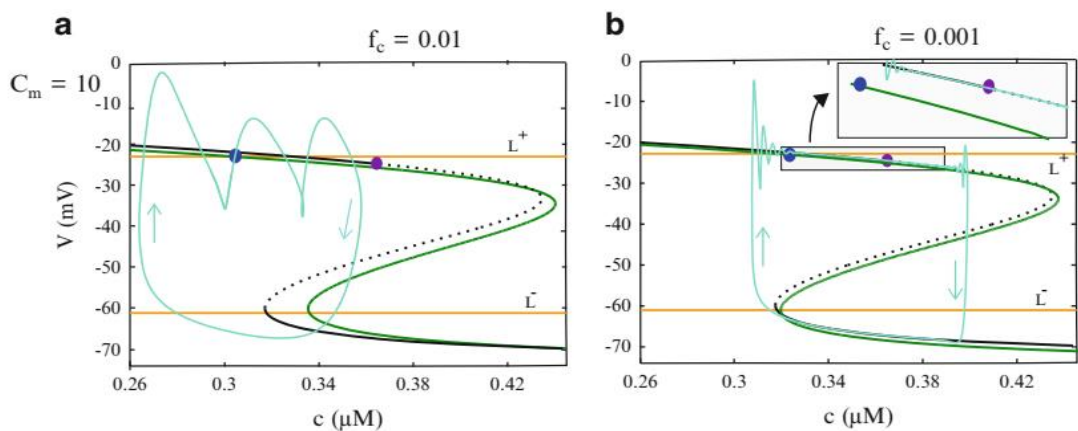 a
f_c = 0.01
C_m = 10
0
-10
-20
-30
-40
-50
-60
-70
V (mV)
L^+
L^-
0.26
0.3
0.34
0.38
0.42
c (μM)
b
f_c = 0.001
0
-10
-20
-30
-40
-50
-60
-70
L^+
L^-
0.26
0.3
0.34
0.38
0.42
c (μM)